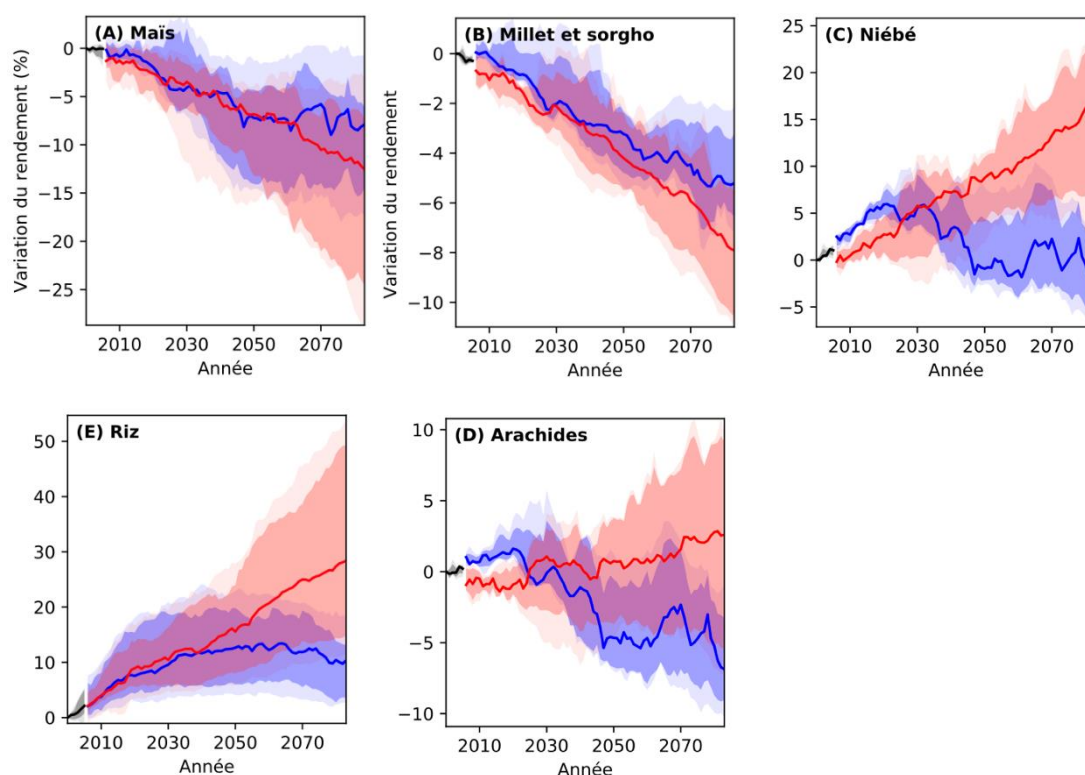 (A) Maïs
Variation du rendement (%)
0
−5
−10
−15
−20
−25
2010 2030 2050 2070
Année
(B) Millet et sorgho
Variation du rendement
0
−2
−4
−6
−8
−10
2010 2030 2050 2070
Année
(C) Niébé
25
20
15
10
5
0
−5
2010 2030 2050 2070
Année
(E) Riz
50
40
30
20
10
0
2010 2030 2050 2070
Année
(D) Arachides
10
5
0
−5
−10
2010 2030 2050 2070
Année